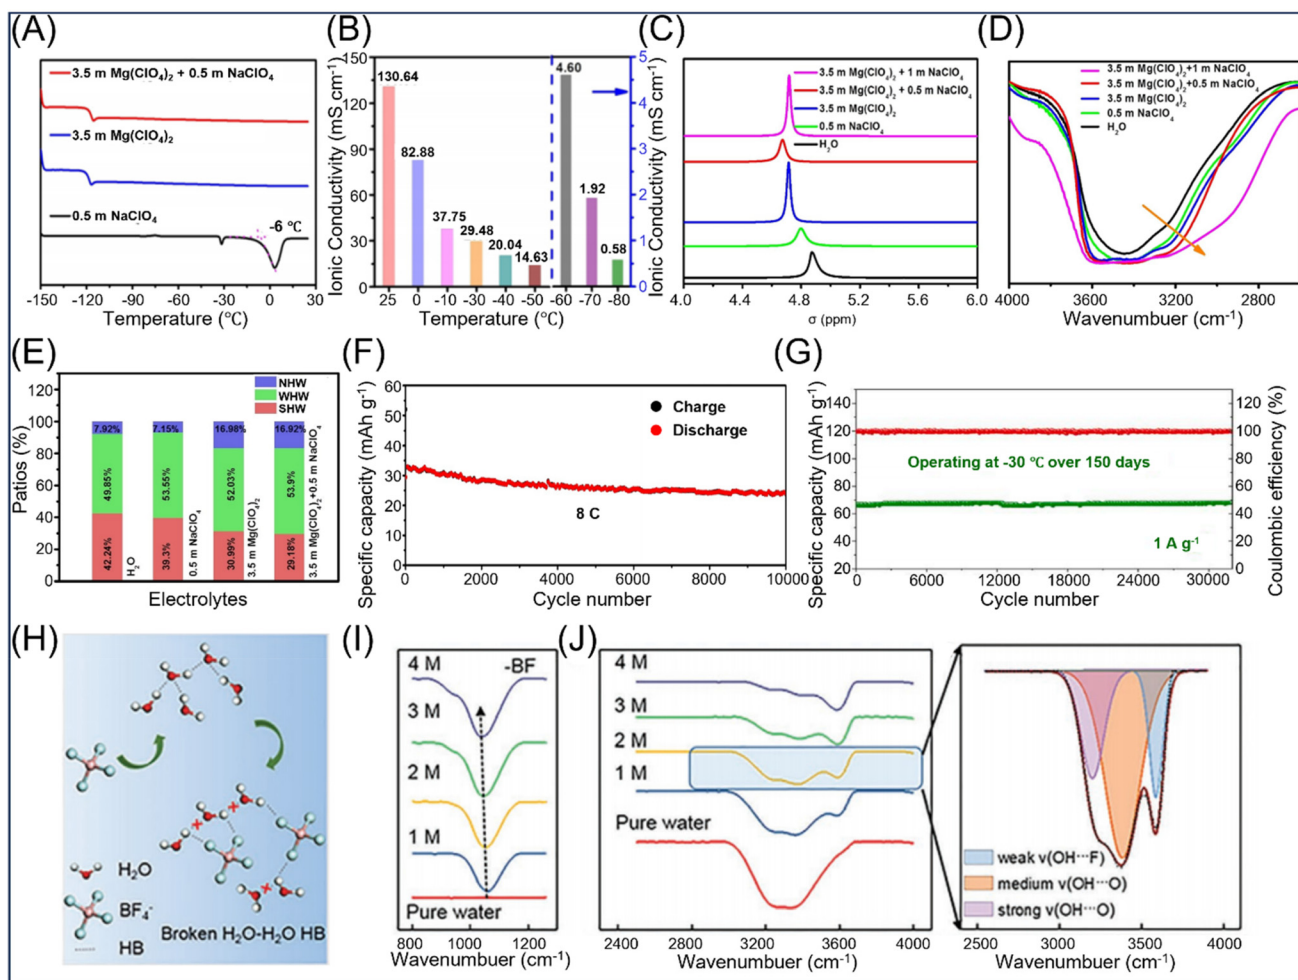 (A)
3.5 m Mg(ClO₄)₂ + 0.5 m NaClO₄
3.5 m Mg(ClO₄)₂
0.5 m NaClO₄
-6 ℃
-150 -120 -90 -60 -30 0 30
Temperature (℃)
(B)
Ionic Conductivity (mS cm⁻¹)
150
120
90
60
30
0
130.64
82.88
37.75
29.48
20.04
14.63
4.60
1.92
0.58
25 0 -10 -30 -40 -50 -60 -70 -80
Temperature (℃)
5
4
3
2
1
0
Ionic Conductivity (mS cm⁻¹)
(C)
3.5 m Mg(ClO₄)₂ + 1 m NaClO₄
3.5 m Mg(ClO₄)₂ + 0.5 m NaClO₄
3.5 m Mg(ClO₄)₂
0.5 m NaClO₄
H₂O
4.0 4.4 4.8 5.2 5.6 6.0
σ (ppm)
(D)
3.5 m Mg(ClO₄)₂+1 m NaClO₄
3.5 m Mg(ClO₄)₂+0.5 m NaClO₄
3.5 m Mg(ClO₄)₂
0.5 m NaClO₄
H₂O
4000 3600 3200 2800
Wavenumbuer (cm⁻¹)
(E)
Patios (%)
120
100
80
60
40
20
0
NHW
WHW
SHW
7.92% 7.15% 16.98% 16.92%
49.85% 53.55% 52.03% 53.9%
42.24% 39.3% 30.99% 29.18%
H₂O
0.5 m NaClO₄
3.5 m Mg(ClO₄)₂
3.5 m Mg(ClO₄)₂+0.5 m NaClO₄
Electrolytes
(F)
Specific capacity (mAh g⁻¹)
60
50
40
30
20
10
0
Charge
Discharge
8 C
0 2000 4000 6000 8000 10000
Cycle number
(G)
Specific capacity (mAh g⁻¹)
140
120
100
80
60
40
20
Operating at -30 ℃ over 150 days
1 A g⁻¹
0 6000 12000 18000 24000 30000
Cycle number
120
100
80
60
40
20
0
Coulombic efficiency (%)
(H)
H₂O
BF₄⁻
HB
Broken H₂O-H₂O HB
(I)
4 M
-BF
3 M
2 M
1 M
Pure water
800 1000 1200
Wavenumbuer (cm⁻¹)
(J)
4 M
3 M
2 M
1 M
Pure water
2500 3000 3500 4000
Wavenumbuer (cm⁻¹)
weak ν(OH···F)
medium ν(OH···O)
strong ν(OH···O)
2500 3000 3500 4000
Wavenumbuer (cm⁻¹)